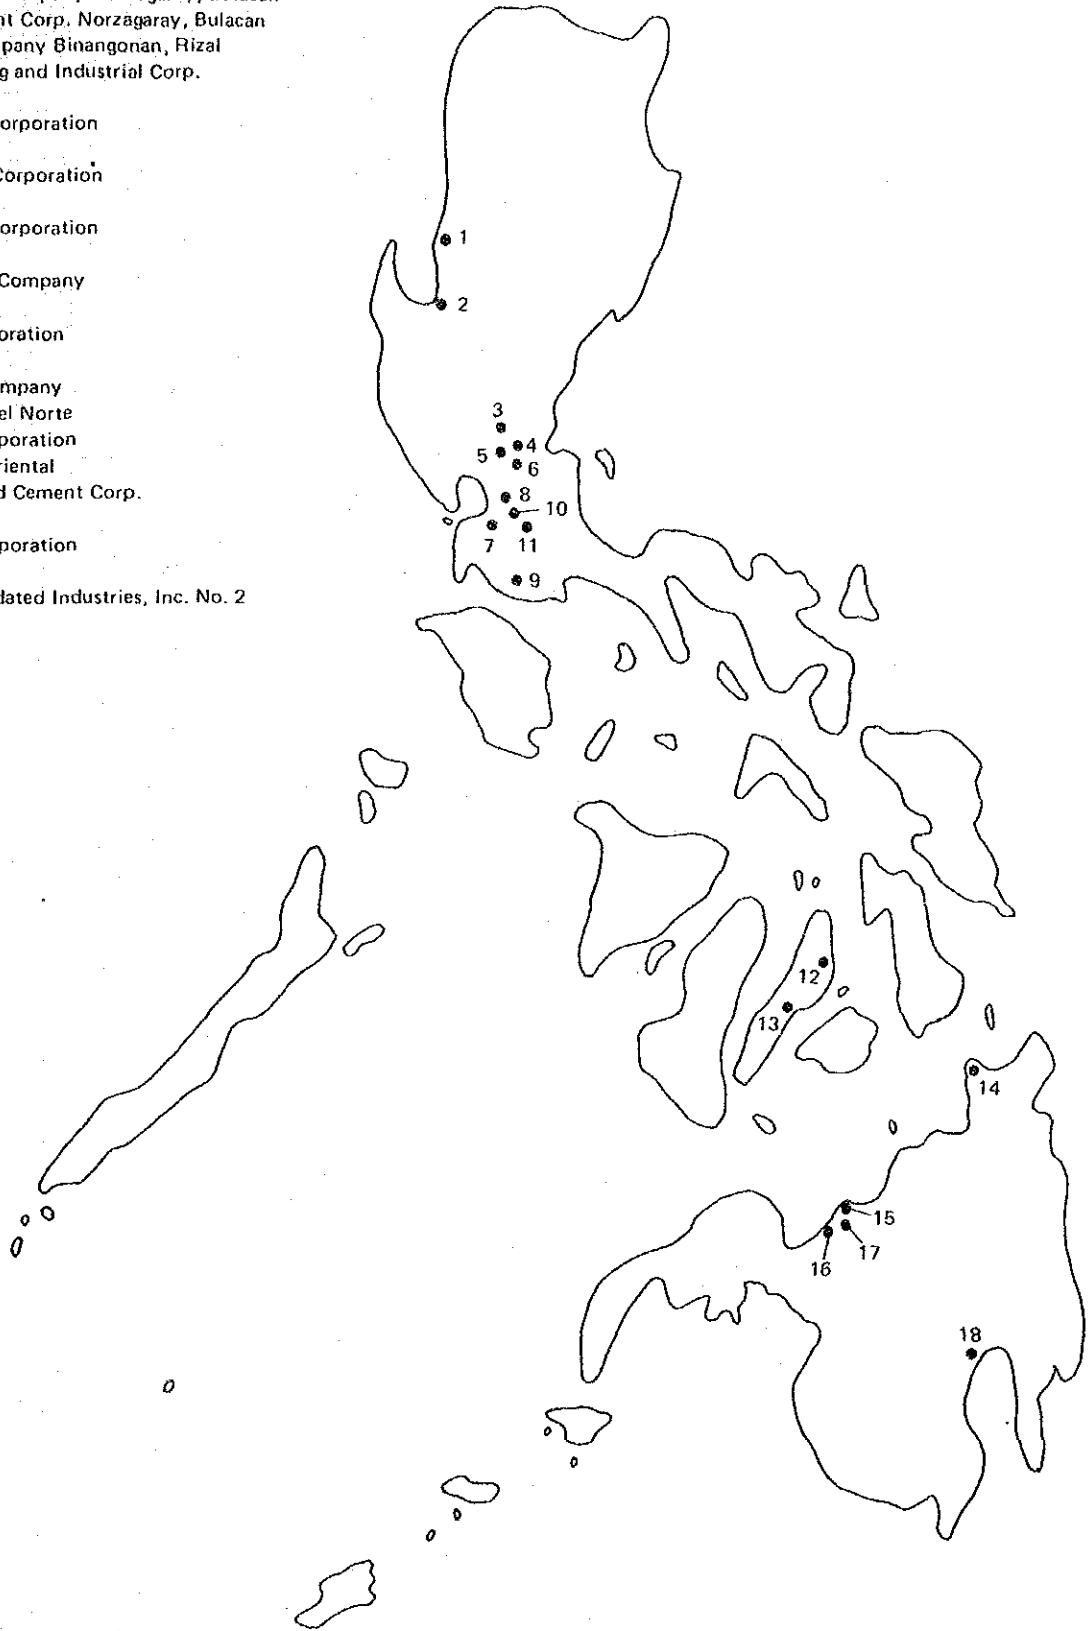 nt Corp. Norzagaray, Bulacan
pany Binangonan, Rizal
g and Industrial Corp.
orporation
Corporation
orporation
Company
oration
mpany
el Norte
poration
riental
d Cement Corp.
poration
dated Industries, Inc. No. 2
1
2
3
4
5
6
8
10
7
11
9
12
13
14
15
17
16
18